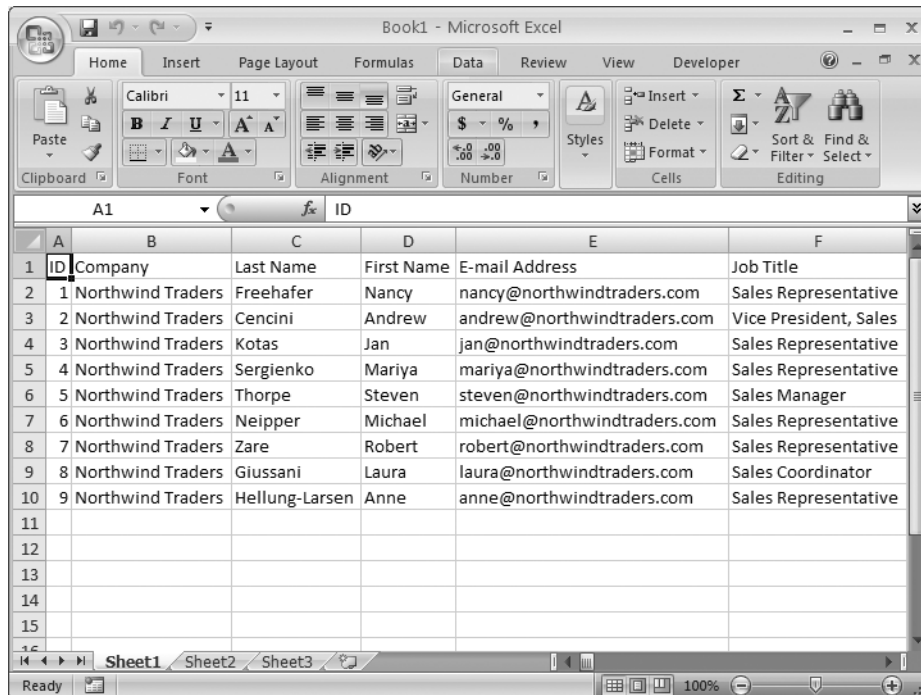 Book1 - Microsoft Excel
Home Insert Page Layout Formulas Data Review View Developer
Paste
Clipboard
Calibri 11
B I U A A
A
Font
Alignment
General
$ % ,
.0 .00 .00 .0
Number
Styles
Insert
Delete
Format
Cells
Σ
Sort & Filter
Find & Select
Editing
A1 fx ID
A B C D E F
1 ID Company Last Name First Name E-mail Address Job Title
2 1 Northwind Traders Freehafer Nancy nancy@northwindtraders.com Sales Representative
3 2 Northwind Traders Cencini Andrew andrew@northwindtraders.com Vice President, Sales
4 3 Northwind Traders Kotas Jan jan@northwindtraders.com Sales Representative
5 4 Northwind Traders Sergienko Mariya mariya@northwindtraders.com Sales Representative
6 5 Northwind Traders Thorpe Steven steven@northwindtraders.com Sales Manager
7 6 Northwind Traders Neipper Michael michael@northwindtraders.com Sales Representative
8 7 Northwind Traders Zare Robert robert@northwindtraders.com Sales Representative
9 8 Northwind Traders Giussani Laura laura@northwindtraders.com Sales Coordinator
10 9 Northwind Traders Hellung-Larsen Anne anne@northwindtraders.com Sales Representative
11
12
13
14
15
16
Sheet1 Sheet2 Sheet3
Ready 100%